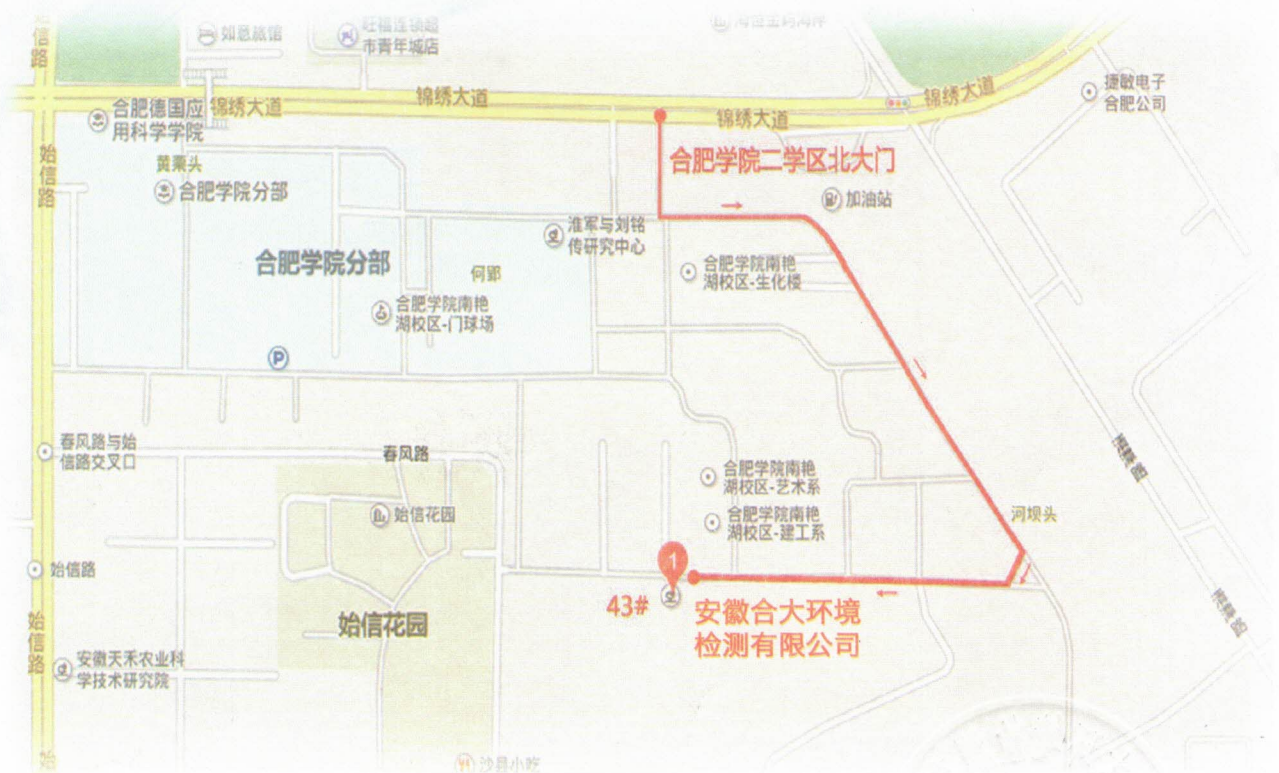 始信路
如意旅馆
旺福连锁超
市青年城店
锦绣大道
锦绣大道
锦绣大道
锦绣大道
捷敏电子
合肥公司
合肥德国应
用科学学院
始信路
黄栗头
合肥学院分部
合肥学院二学区北大门
加油站
淮军与刘铭
传研究中心
合肥学院分部
何郢
合肥学院南艳
湖校区-生化楼
合肥学院南艳
湖校区-门球场
P
春风路与始
信路交叉口
春风路
合肥学院南艳
湖校区-艺术系
始信花园
合肥学院南艳
湖校区-建工系
河坝头
1
始信路
43#
安徽合大环境
检测有限公司
始信花园
始信路
安徽天禾农业科
学技术研究院
始
沙县小吃